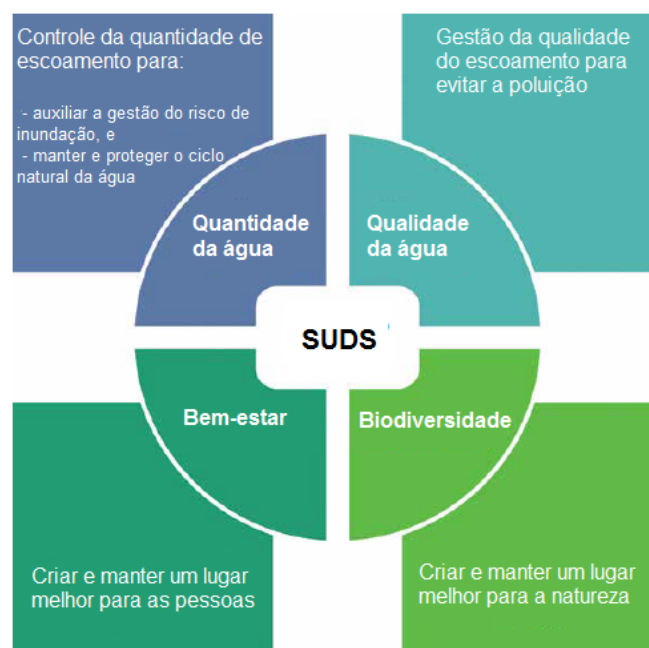 Controle da quantidade de
escoamento para:
- auxiliar a gestão do risco de
inundação, e
- manter e proteger o ciclo
natural da água
Gestão da qualidade
do escoamento para
evitar a poluição
Quantidade
da água
Qualidade
da água
SUDS
Bem-estar
Biodiversidade
Criar e manter um lugar
melhor para as pessoas
Criar e manter um lugar
melhor para a natureza